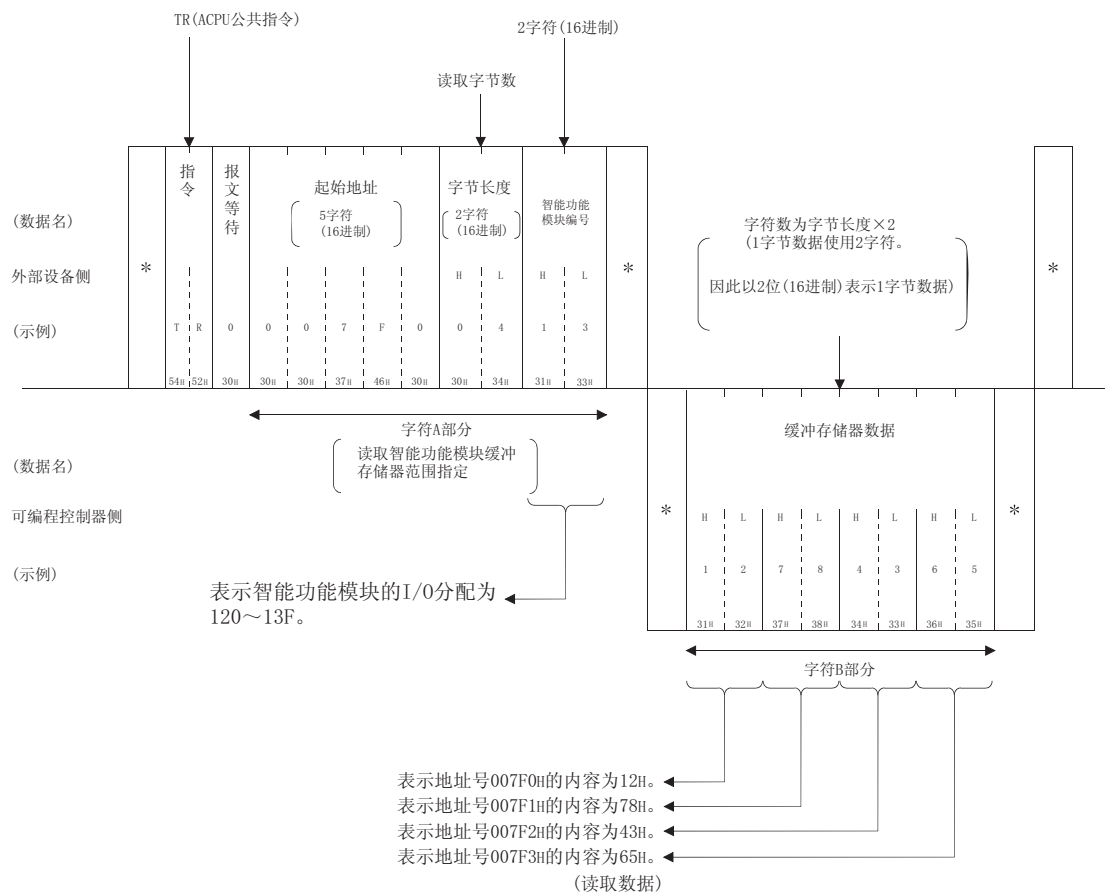 TR(ACPU公共指令)
2字符(16进制)
读取字节数
指令
报文等待
起始地址
5字符
(16进制)
字节长度
2字符
(16进制)
智能功能
模块编号
(数据名)
外部设备侧
* H L H L * *
(示例)
T R 0 0 0 7 F 0 0 4 1 3
54H 52H 30H 30H 30H 37H 46H 30H 30H 34H 31H 33H
字符数为字节长度×2
(1字节数据使用2字符。
因此以2位(16进制)表示1字节数据)
字符A部分
读取智能功能模块缓冲
存储器范围指定
表示智能功能模块的I/O分配为
120～13F。
(数据名)
可编程控制器侧
(示例)
缓冲存储器数据
* H L H L H L H L *
1 2 7 8 4 3 6 5
31H 32H 37H 38H 34H 33H 36H 35H
字符B部分
表示地址号007F0H的内容为12H。
表示地址号007F1H的内容为78H。
表示地址号007F2H的内容为43H。
表示地址号007F3H的内容为65H。
(读取数据)